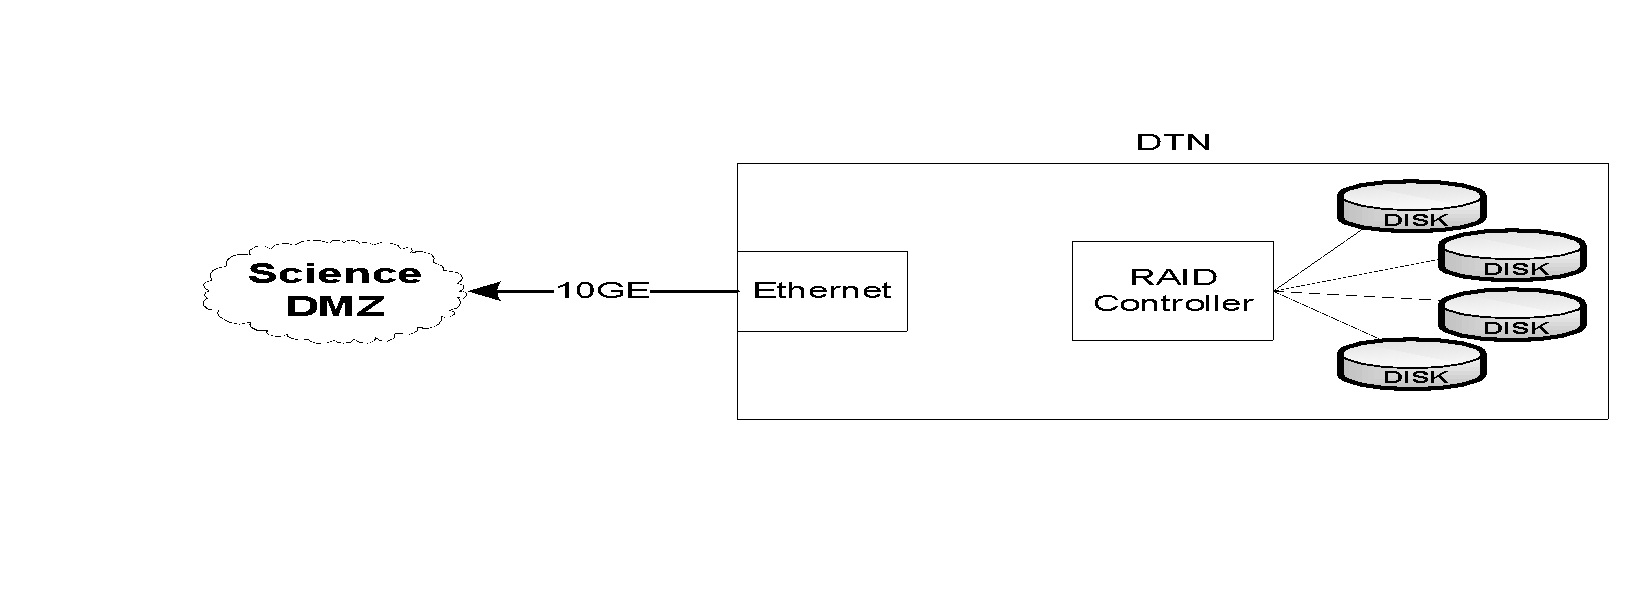 DTN
Science
DMZ
10GE
Ethernet
RAID
Controller
DISK
DISK
DISK
DISK